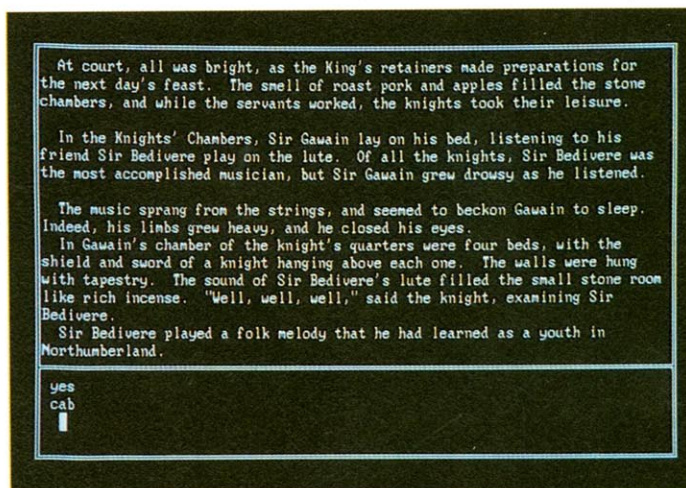 At court, all was bright, as the King's retainers made preparations for
the next day's feast. The smell of roast pork and apples filled the stone
chambers, and while the servants worked, the knights took their leisure.
In the Knights' Chambers, Sir Gawain lay on his bed, listening to his
friend Sir Bedivere play on the lute. Of all the knights, Sir Bedivere was
the most accomplished musician, but Sir Gawain grew drowsy as he listened.
The music sprang from the strings, and seemed to beckon Gawain to sleep.
Indeed, his limbs grew heavy, and he closed his eyes.
In Gawain's chamber of the knight's quarters were four beds, with the
shield and sword of a knight hanging above each one. The walls were hung
with tapestry. The sound of Sir Bedivere's lute filled the small stone room
like rich incense. "Well, well, well," said the knight, examining Sir
Bedivere.
Sir Bedivere played a folk melody that he had learned as a youth in
Northumberland.
yes
cab